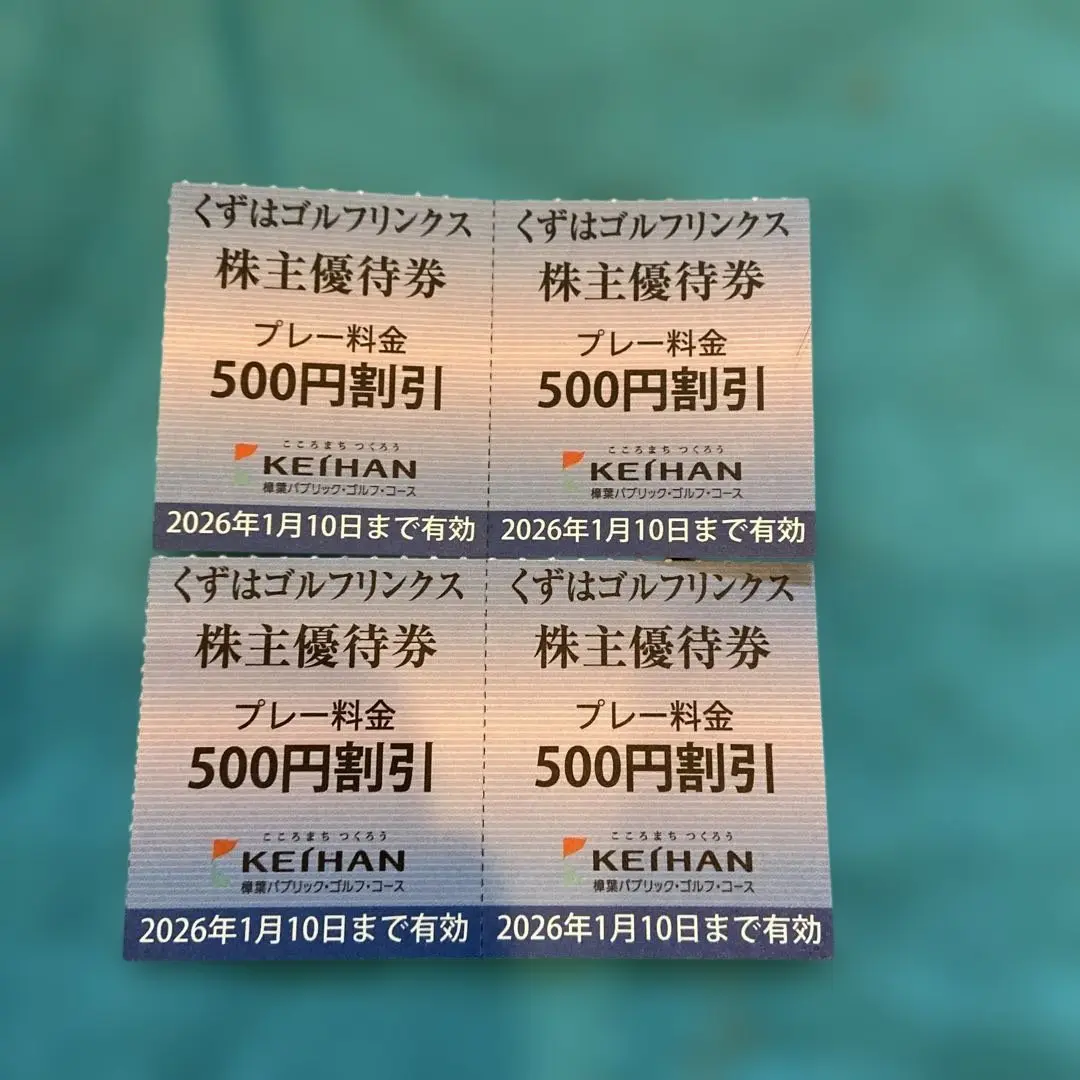 くずはゴルフリンクス
株主優待券
プレー料金
500円割引
こころまち つくろう
KEIHAN
樟葉パブリック・ゴルフ・コース
2026年1月10日まで有効
くずはゴルフリンクス
株主優待券
プレー料金
500円割引
こころまち つくろう
KEIHAN
樟葉パブリック・ゴルフ・コース
2026年1月10日まで有効
くずはゴルフリンクス
株主優待券
プレー料金
500円割引
こころまち つくろう
KEIHAN
樟葉パブリック・ゴルフ・コース
2026年1月10日まで有効
くずはゴルフリンクス
株主優待券
プレー料金
500円割引
こころまち つくろう
KEIHAN
樟葉パブリック・ゴルフ・コース
2026年1月10日まで有効